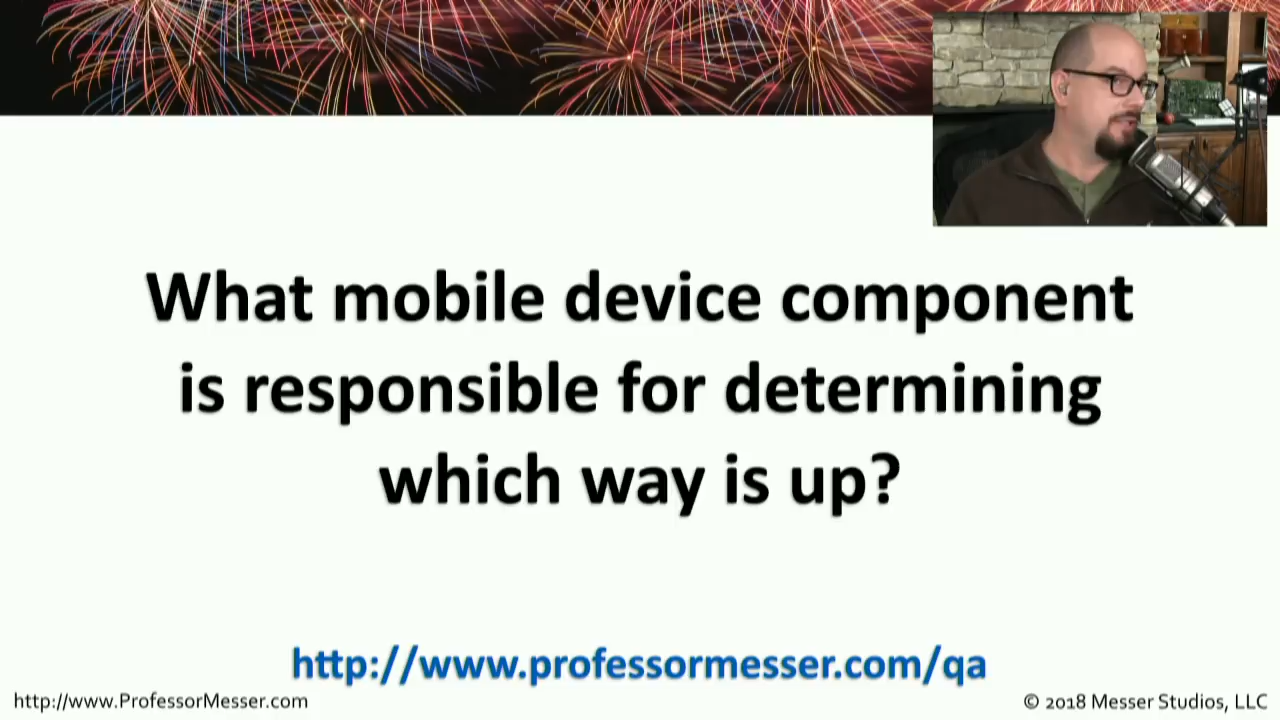 What mobile device component
is responsible for determining
which way is up?
http://www.professormesser.com/qa
http://www.ProfessorMesser.com
© 2018 Messer Studios, LLC